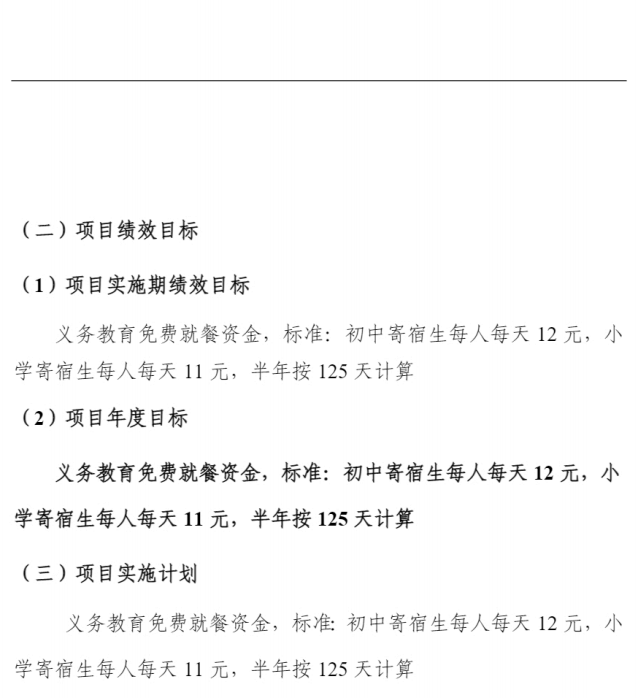 （二）项目绩效目标
（1）项目实施期绩效目标
义务教育免费就餐资金，标准：初中寄宿生每人每天 12 元，小
学寄宿生每人每天 11 元，半年按 125 天计算
（2）项目年度目标
义务教育免费就餐资金，标准：初中寄宿生每人每天 12 元，小
学寄宿生每人每天 11 元，半年按 125 天计算
（三）项目实施计划
义务教育免费就餐资金，标准：初中寄宿生每人每天 12 元，小
学寄宿生每人每天 11 元，半年按 125 天计算